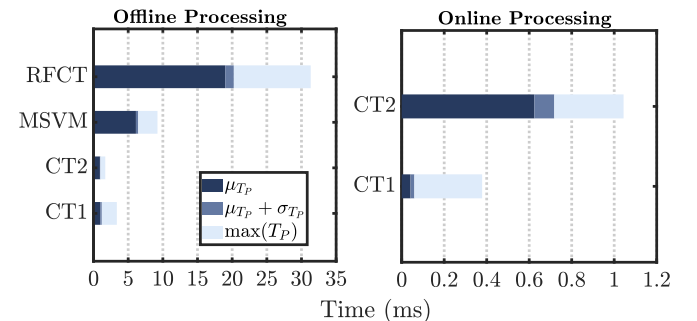 Offline Processing
RFCT
MSVM
CT2
CT1
μ_{T_P}
μ_{T_P} + σ_{T_P}
max(T_P)
0 5 10 15 20 25 30 35
Online Processing
CT2
CT1
0 0.2 0.4 0.6 0.8 1 1.2
Time (ms)